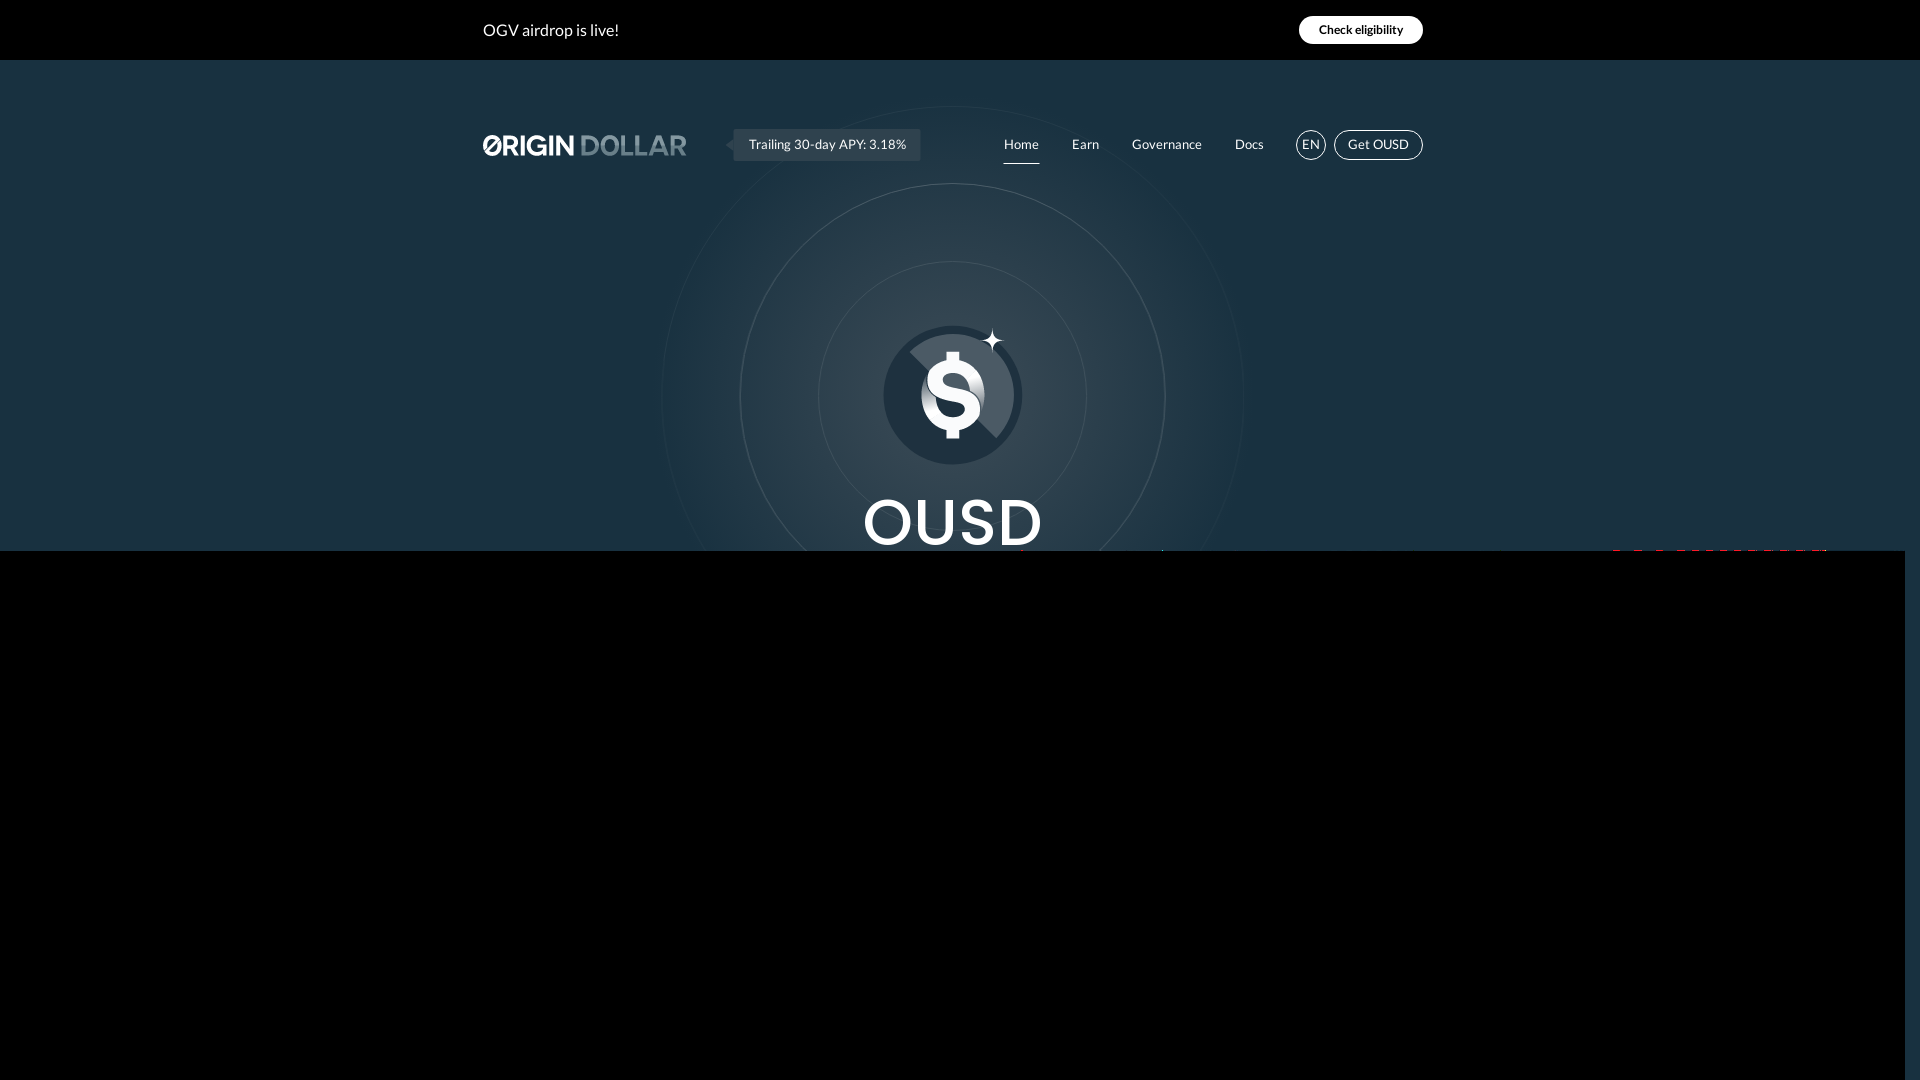 OGV airdrop is live!
Check eligibility
ORIGIN DOLLAR
Trailing 30-day APY: 3.18%
Home
Earn
Governance
Docs
EN
Get OUSD
$
OUSD